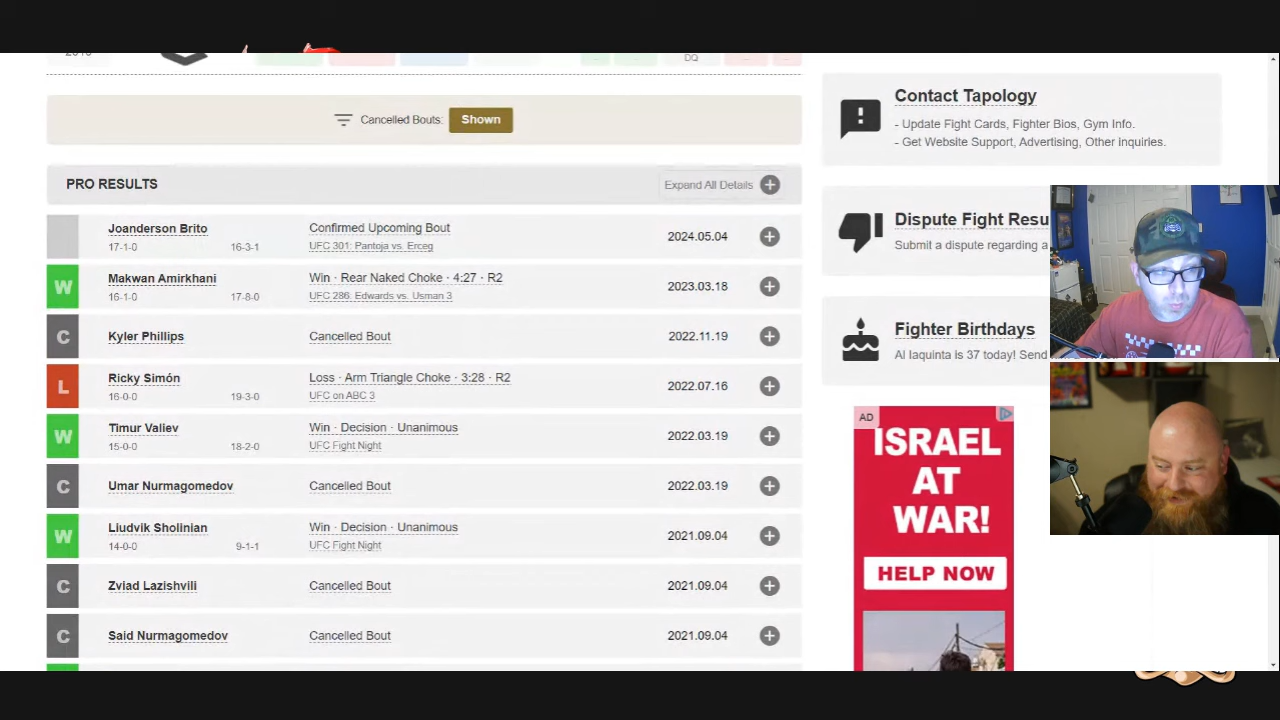 DQ
Cancelled Bouts: Shown
PRO RESULTS
Expand All Details
Joanderson Brito
Confirmed Upcoming Bout
2024.05.04
17-1-0
16-3-1
UFC 301: Pantoja vs. Erceg
W
Makwan Amirkhani
Win · Rear Naked Choke · 4:27 · R2
2023.03.18
16-1-0
17-8-0
UFC 286: Edwards vs. Usman 3
C
Kyler Phillips
Cancelled Bout
2022.11.19
L
Ricky Simón
Loss · Arm Triangle Choke · 3:28 · R2
2022.07.16
16-0-0
19-3-0
UFC on ABC 3
W
Timur Valiev
Win · Decision · Unanimous
2022.03.19
15-0-0
18-2-0
UFC Fight Night
C
Umar Nurmagomedov
Cancelled Bout
2022.03.19
W
Liudvik Sholinian
Win · Decision · Unanimous
2021.09.04
14-0-0
9-1-1
UFC Fight Night
C
Zviad Lazishvili
Cancelled Bout
2021.09.04
C
Said Nurmagomedov
Cancelled Bout
2021.09.04
Contact Tapology
- Update Fight Cards, Fighter Bios, Gym Info.
- Get Website Support, Advertising, Other Inquiries.
Dispute Fight Resu
Submit a dispute regarding a
Fighter Birthdays
Al Iaquinta is 37 today! Send
AD
ISRAEL
AT
WAR!
HELP NOW